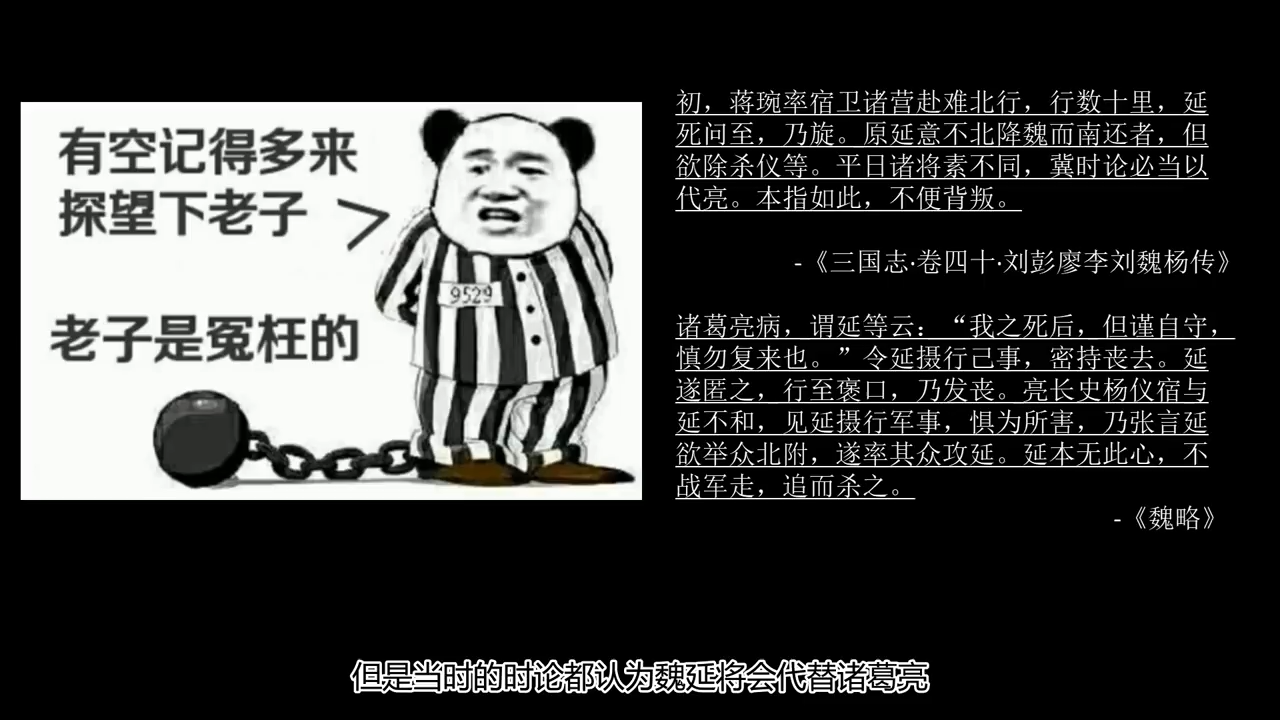 有空记得多来
探望下老子
老子是冤枉的
9529
初，蒋琬率宿卫诸营赴难北行，行数十里，延
死问至，乃旋。原延意不北降魏而南还者，但
欲除杀仪等。平日诸将素不同，冀时论必当以
代亮。本指如此，不便背叛。
-《三国志·卷四十·刘彭廖李刘魏杨传》
诸葛亮病，谓延等云：“我之死后，但谨自守，
慎勿复来也。”令延摄行己事，密持丧去。延
遂匿之，行至褒口，乃发丧。亮长史杨仪宿与
延不和，见延摄行军事，惧为所害，乃张言延
欲举众北附，遂率其众攻延。延本无此心，不
战军走，追而杀之。
-《魏略》
但是当时的时论都认为魏延将会代替诸葛亮